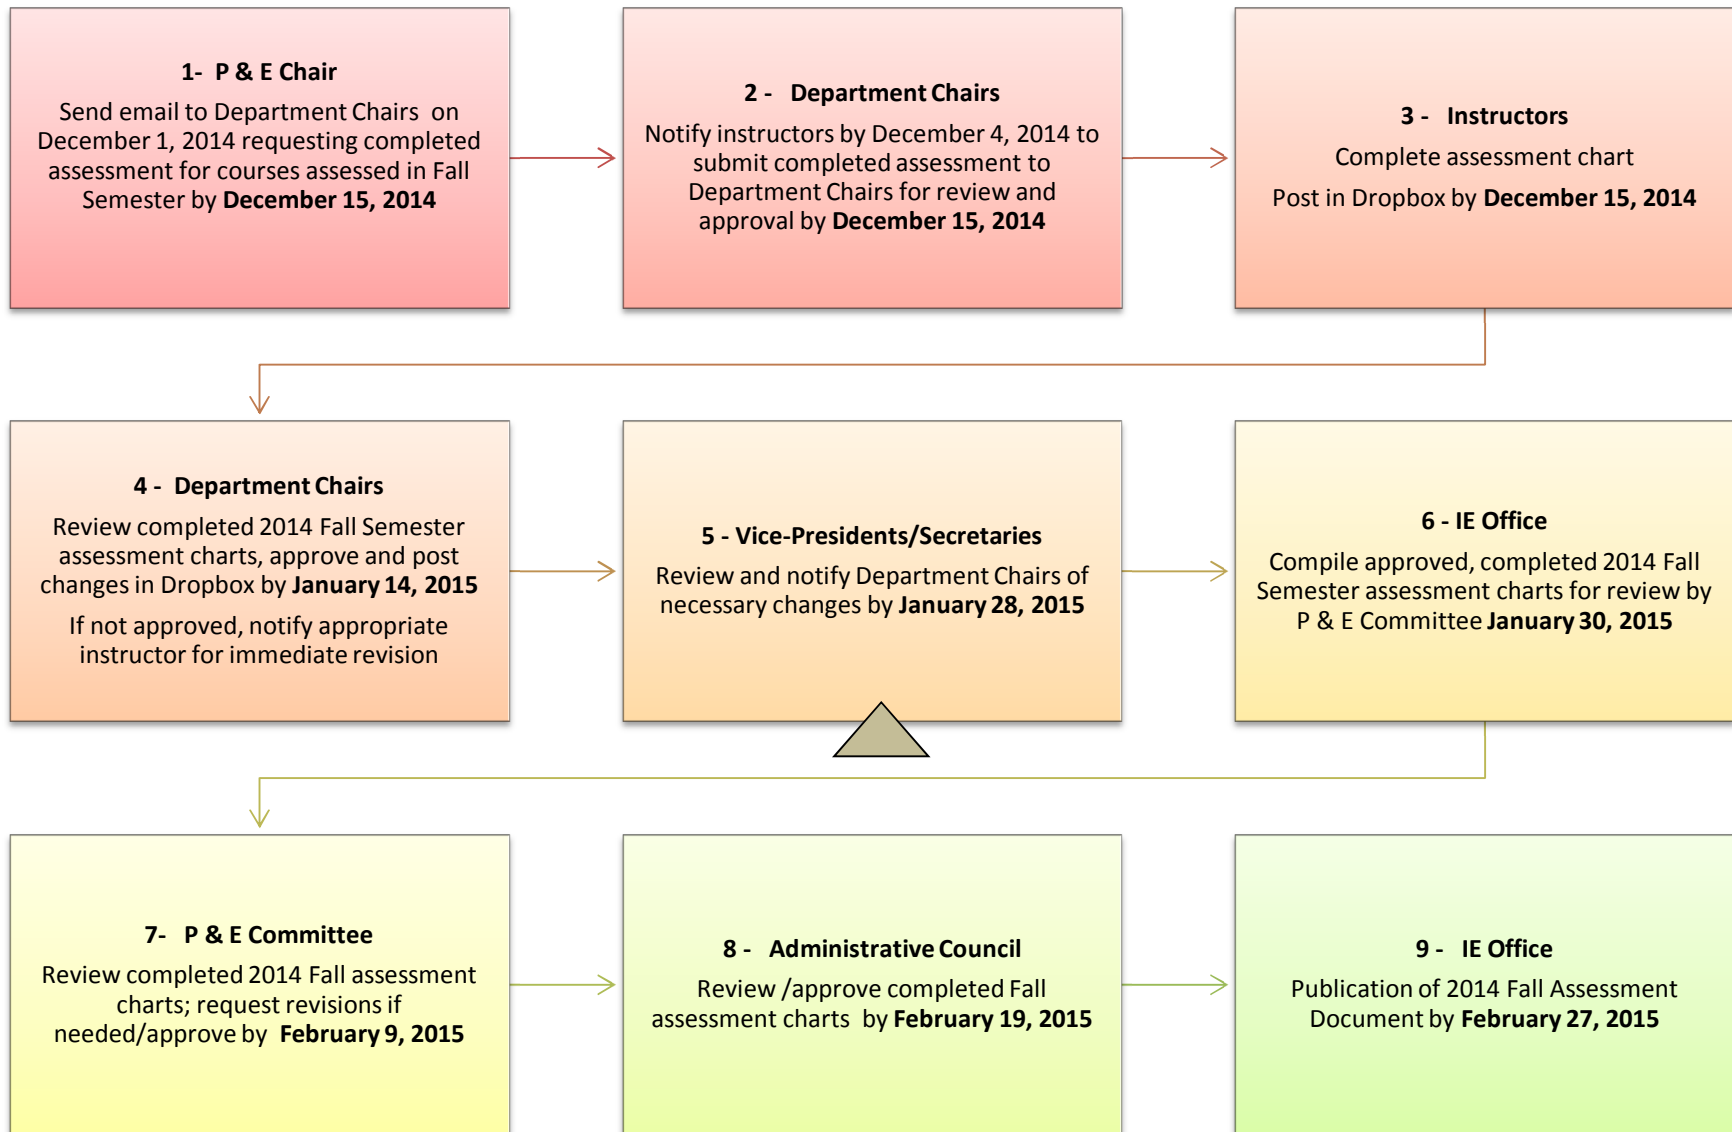 1-  P & E Chair
Send email to Department Chairs  on
December 1, 2014 requesting completed
assessment for courses assessed in Fall
Semester by December 15, 2014
2 -   Department Chairs
Notify instructors by December 4, 2014 to
submit completed assessment to
Department Chairs for review and
approval by December 15, 2014
3 -   Instructors
Complete assessment chart
Post in Dropbox by December 15, 2014
4 -  Department Chairs
Review completed 2014 Fall Semester
assessment charts, approve and post
changes in Dropbox by January 14, 2015
If not approved, notify appropriate
instructor for immediate revision
5 - Vice-Presidents/Secretaries
Review and notify Department Chairs of
necessary changes by January 28, 2015
6 - IE Office
Compile approved, completed 2014 Fall
Semester assessment charts for review by
P & E Committee January 30, 2015
7-   P & E Committee
Review completed 2014 Fall assessment
charts; request revisions if
needed/approve by  February 9, 2015
8 -   Administrative Council
Review /approve completed Fall
assessment charts  by February 19, 2015
9 -   IE Office
Publication of 2014 Fall Assessment
Document by February 27, 2015